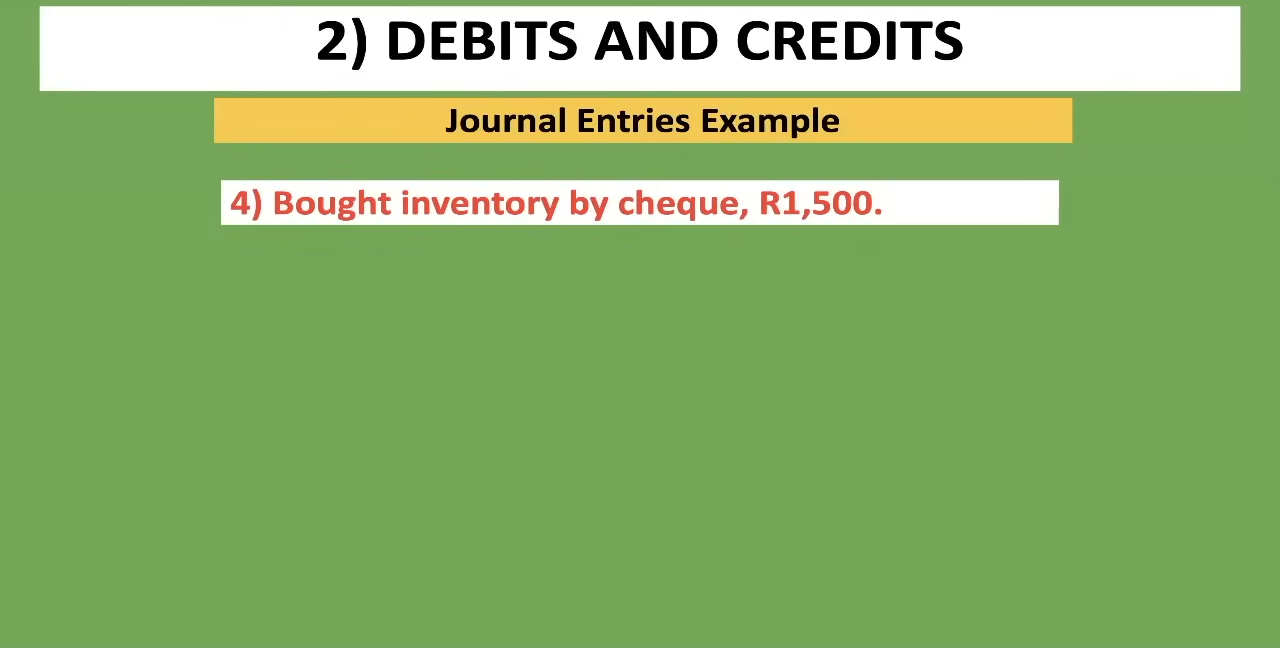 2) DEBITS AND CREDITS
Journal Entries Example
4) Bought inventory by cheque, R1,500.